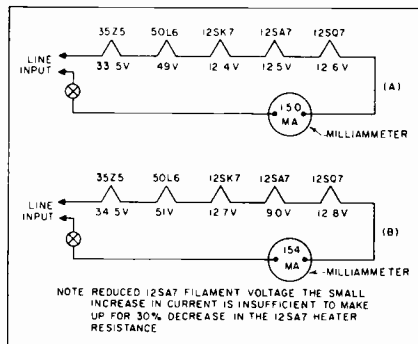 35Z5 50L6 12SK7 12SA7 12SQ7
LINE INPUT
33.5V 49V 12.4V 12.5V 12.6V
(A)
150 MA
MILLIAMMETER
35Z5 50L6 12SK7 12SA7 12SQ7
LINE INPUT
34.5V 51V 12.7V 9.0V 12.8V
(B)
154 MA
MILLIAMMETER
NOTE REDUCED 12SA7 FILAMENT VOLTAGE THE SMALL
INCREASE IN CURRENT IS INSUFFICIENT TO MAKE
UP FOR 30% DECREASE IN THE 12SA7 HEATER
RESISTANCE